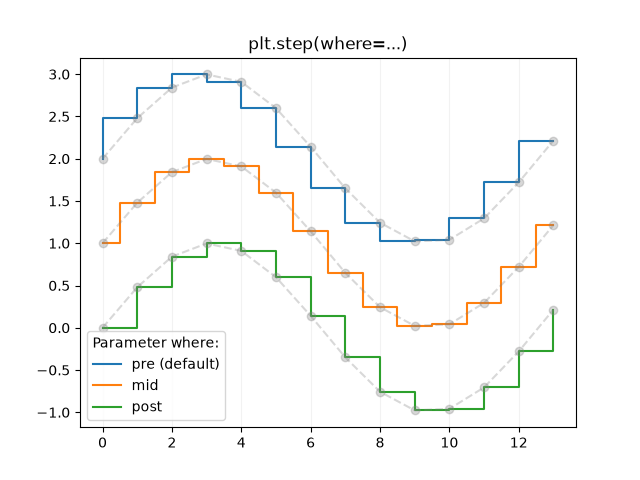 plt.step(where=...)
3.0
2.5
2.0
1.5
1.0
0.5
0.0
−0.5
−1.0
Parameter where:
pre (default)
mid
post
0 2 4 6 8 10 12